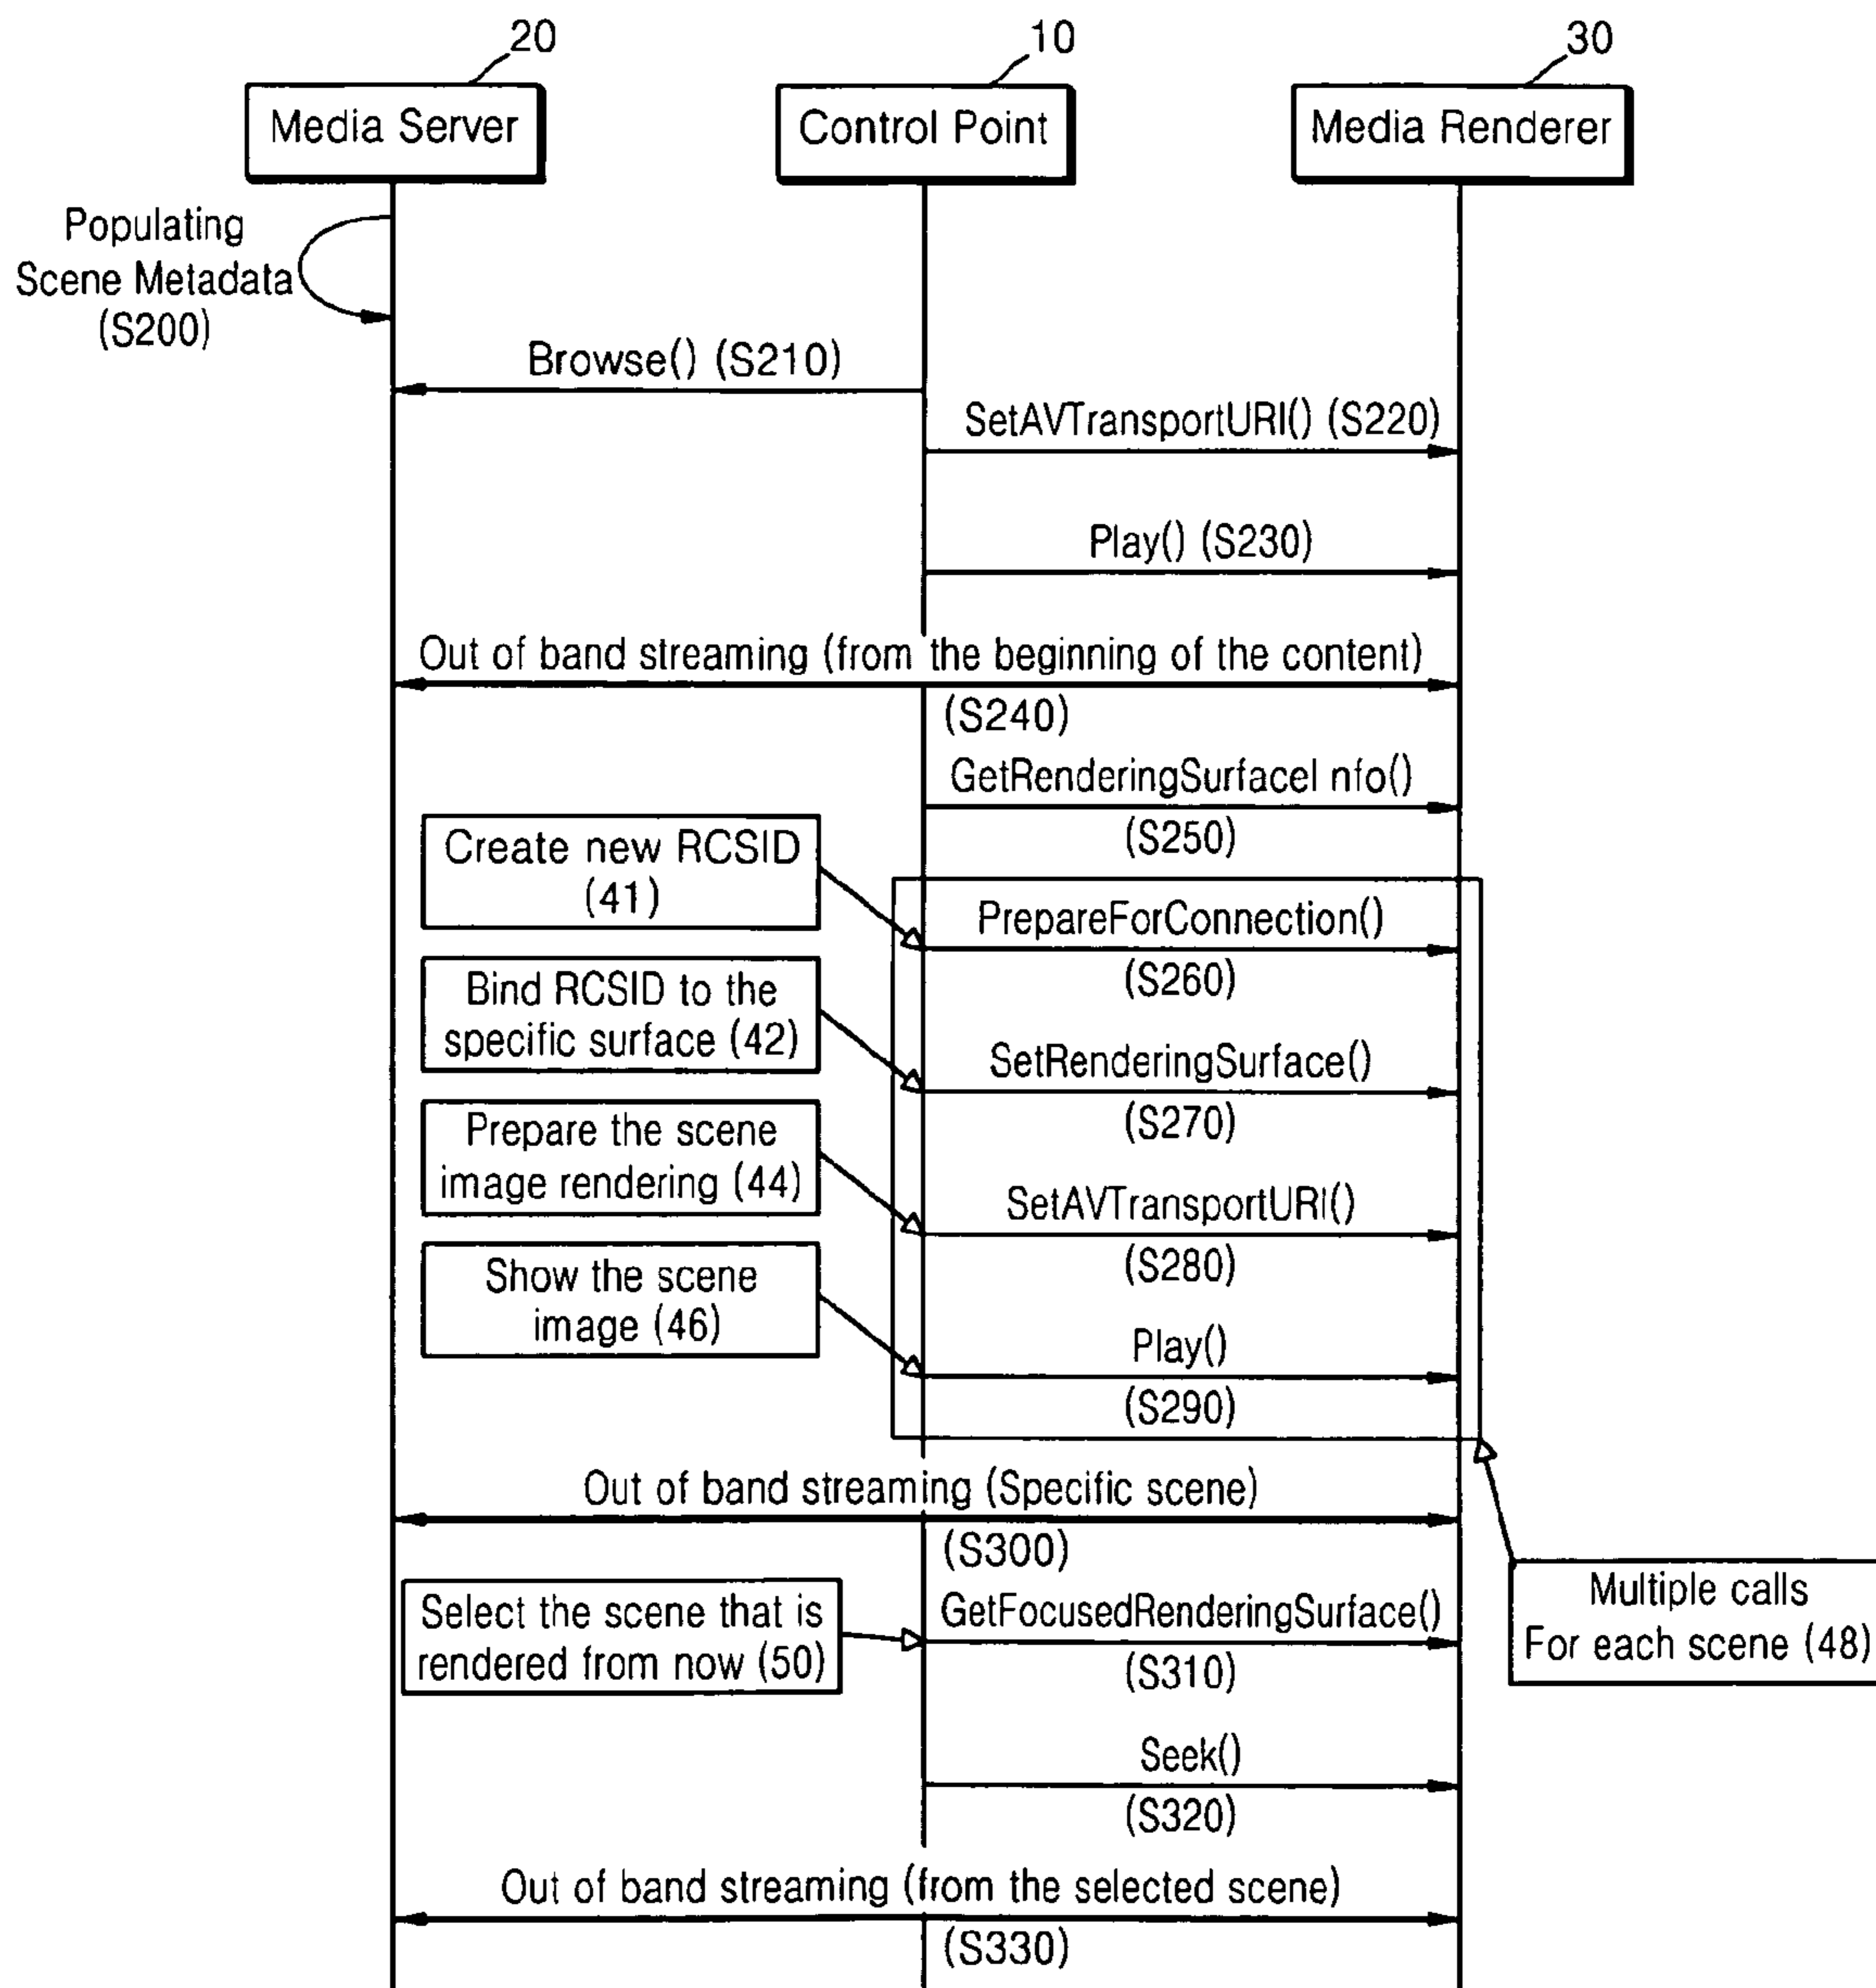 20
10
30
Media Server
Control Point
Media Renderer
Populating
Scene Metadata
(S200)
Browse() (S210)
SetAVTransportURI() (S220)
Play() (S230)
Out of band streaming (from the beginning of the content)
(S240)
GetRenderingSurfaceI nfo()
(S250)
Create new RCSID
(41)
PrepareForConnection()
(S260)
Bind RCSID to the
specific surface (42)
SetRenderingSurface()
(S270)
Prepare the scene
image rendering (44)
SetAVTransportURI()
(S280)
Show the scene
image (46)
Play()
(S290)
Out of band streaming (Specific scene)
(S300)
Multiple calls
For each scene (48)
Select the scene that is
rendered from now (50)
GetFocusedRenderingSurface()
(S310)
Seek()
(S320)
Out of band streaming (from the selected scene)
(S330)